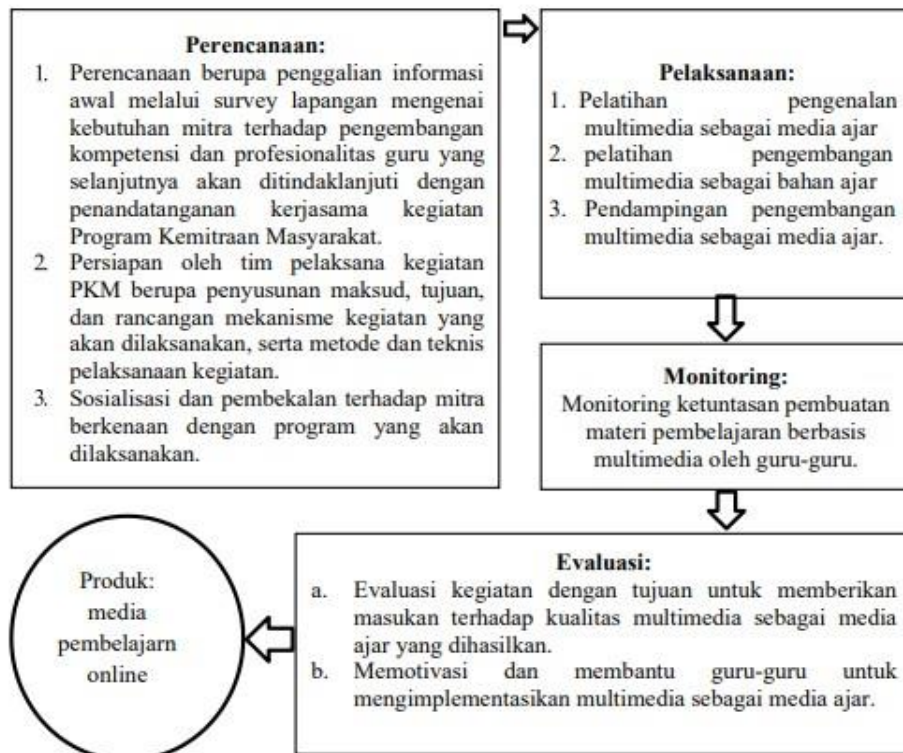 Perencanaan:
1. Perencanaan berupa penggalian informasi
awal melalui survey lapangan mengenai
kebutuhan mitra terhadap pengembangan
kompetensi dan profesionalitas guru yang
selanjutnya akan ditindaklanjuti dengan
penandatanganan kerjasama kegiatan
Program Kemitraan Masyarakat.
2. Persiapan oleh tim pelaksana kegiatan
PKM berupa penyusunan maksud, tujuan,
dan rancangan mekanisme kegiatan yang
akan dilaksanakan, serta metode dan teknis
pelaksanaan kegiatan.
3. Sosialisasi dan pembekalan terhadap mitra
berkenaan dengan program yang akan
dilaksanakan.
Pelaksanaan:
1. Pelatihan pengenalan
multimedia sebagai media ajar
2. pelatihan pengembangan
multimedia sebagai bahan ajar
3. Pendampingan pengembangan
multimedia sebagai media ajar.
Monitoring:
Monitoring ketuntasan pembuatan
materi pembelajaran berbasis
multimedia oleh guru-guru.
Evaluasi:
a. Evaluasi kegiatan dengan tujuan untuk memberikan
masukan terhadap kualitas multimedia sebagai media
ajar yang dihasilkan.
b. Memotivasi dan membantu guru-guru untuk
mengimplementasikan multimedia sebagai media ajar.
Produk:
media
pembelajarn
online